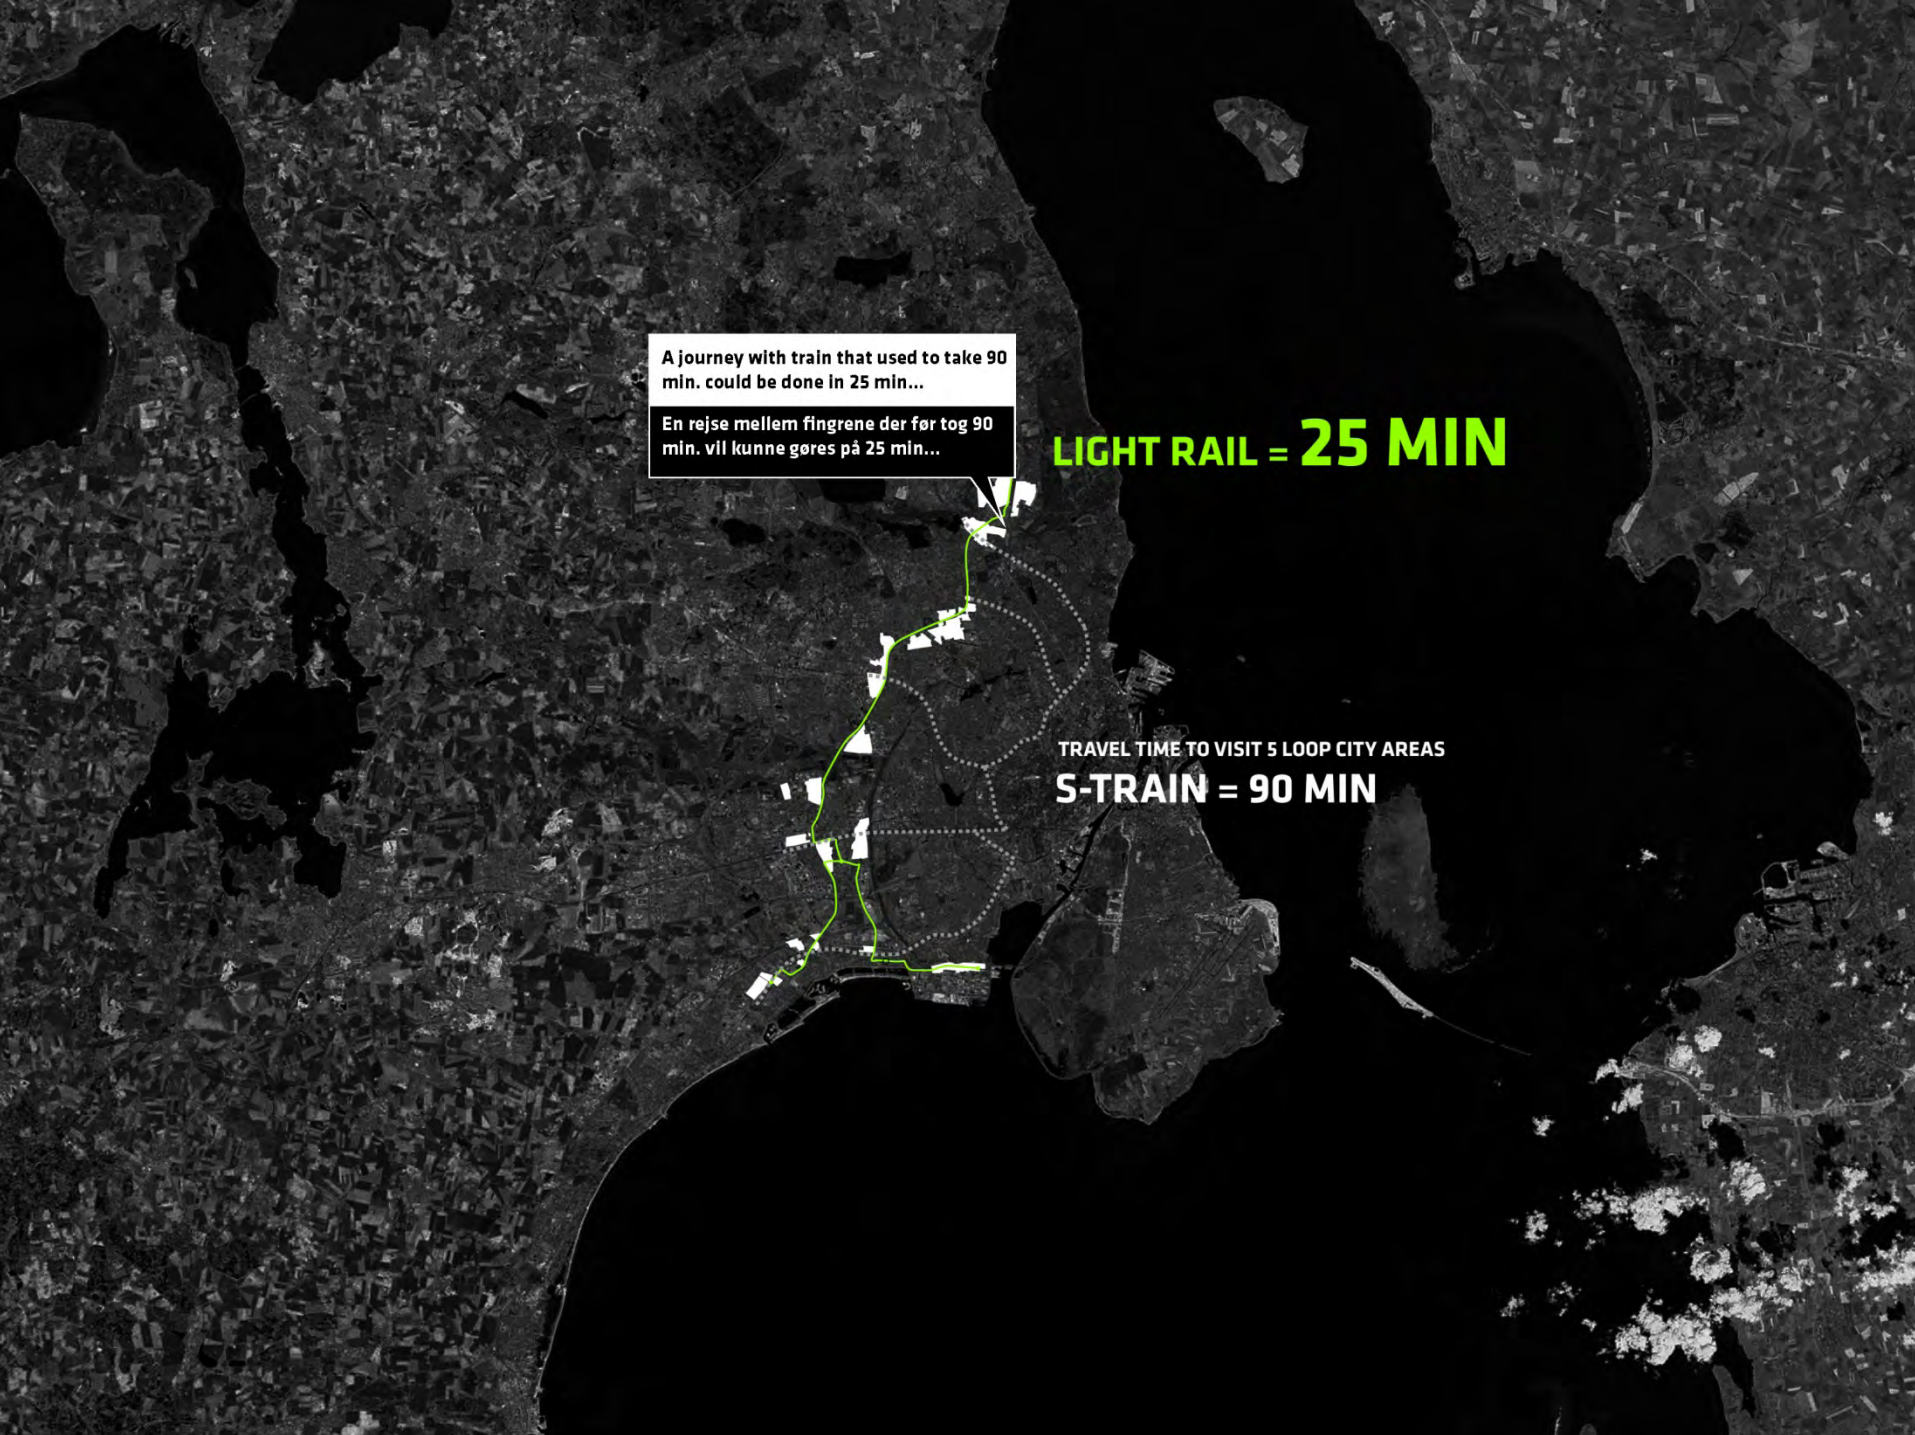 A journey with train that used to take 90
min. could be done in 25 min...
En rejse mellem fingrene der før tog 90
min. vil kunne gøres på 25 min...
LIGHT RAIL = 25 MIN
TRAVEL TIME TO VISIT 5 LOOP CITY AREAS
S-TRAIN = 90 MIN